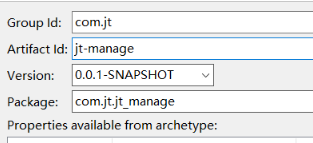 Group Id: com.jt
Artifact Id: jt-manage
Version: 0.0.1-SNAPSHOT
Package: com.jt.jt_manage
Properties available from archetype: